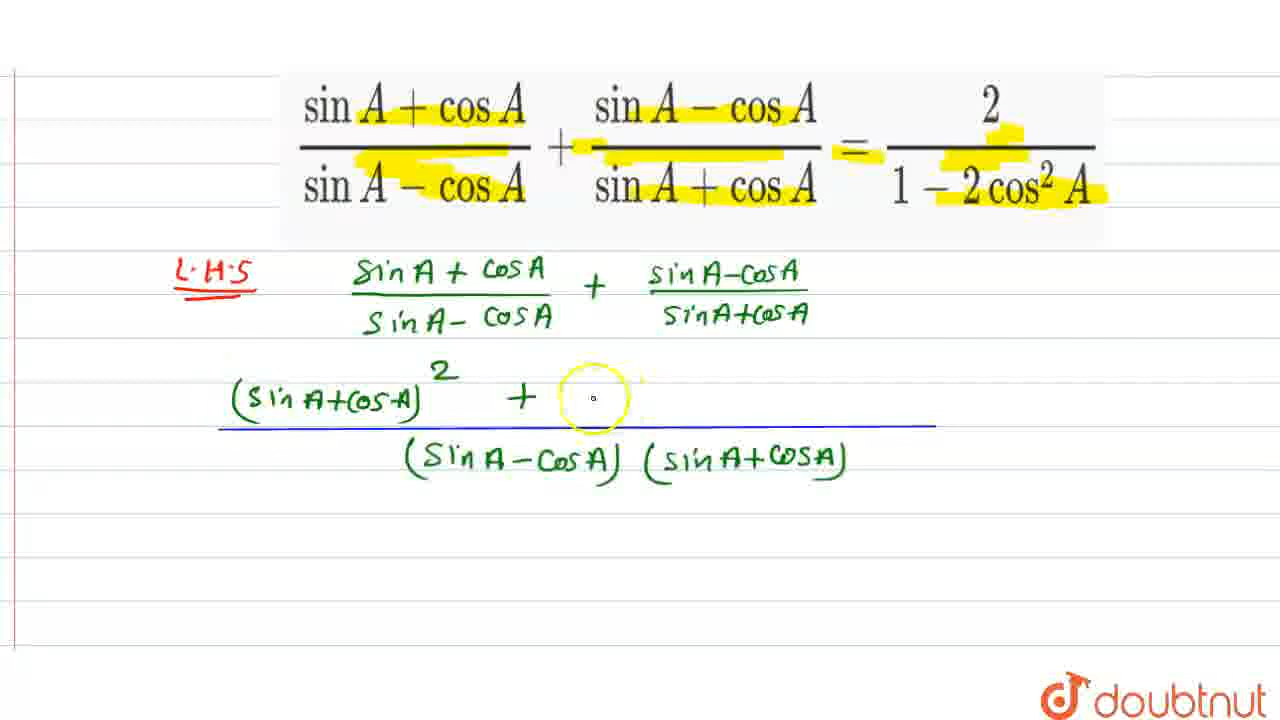 sin A + cos A / sin A − cos A + sin A − cos A / sin A + cos A = 2 / 1 − 2 cos² A
L.H.S sin A + cos A / sin A − cos A + sin A − cos A / sin A + cos A
(sin A + cos A)² +
(sin A − cos A) (sin A + cos A)
doubtnut